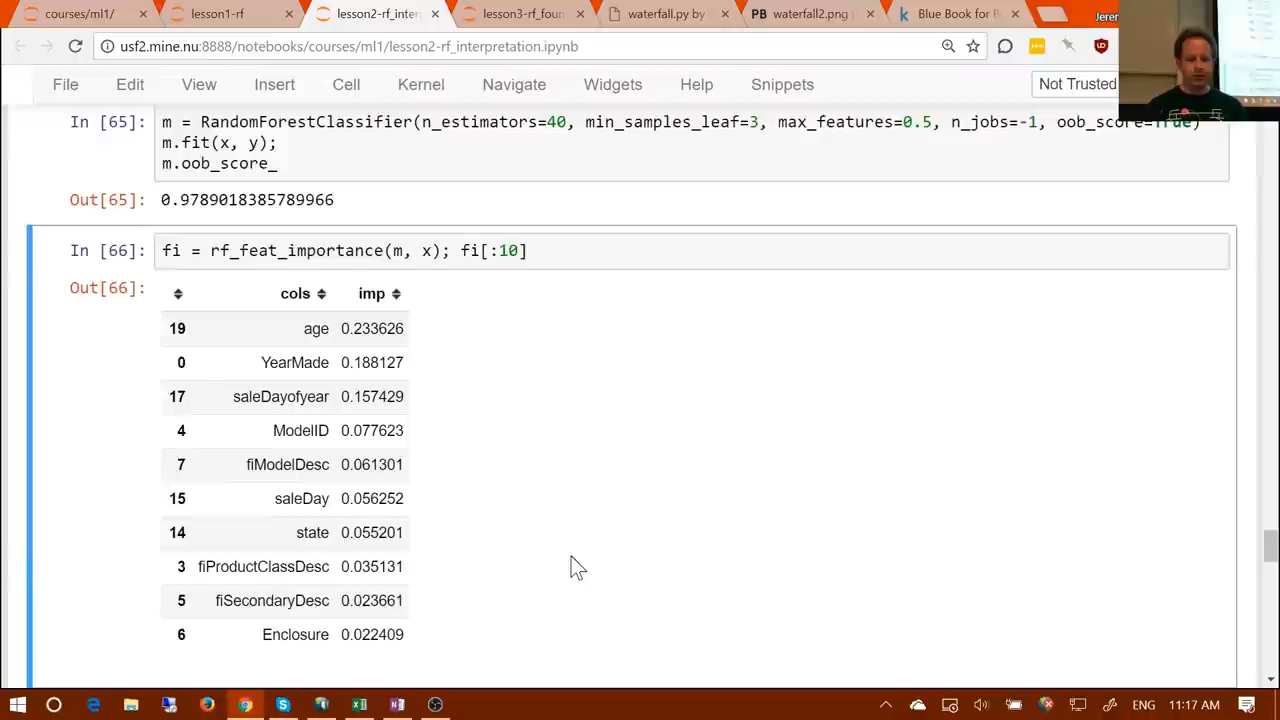 courses/ml1/
lesson1-rf
lesson2-rf_inter
lesson3-rf_fo
waterfall.py by
PB waterfall2.png
Blue Book fo
Jerem
usf2.mine.nu:8888/notebooks/courses/ml1/lesson2-rf_interpretation.ipynb
File Edit View Insert Cell Kernel Navigate Widgets Help Snippets Not Trusted
In [65]: m = RandomForestClassifier(n_estimators=40, min_samples_leaf=3, max_features=0.5, n_jobs=-1, oob_score=True)
m.fit(x, y);
m.oob_score_
Out[65]: 0.9789018385789966
In [66]: fi = rf_feat_importance(m, x); fi[:10]
Out[66]:
cols imp
19 age 0.233626
0 YearMade 0.188127
17 saleDayofyear 0.157429
4 ModelID 0.077623
7 fiModelDesc 0.061301
15 saleDay 0.056252
14 state 0.055201
3 fiProductClassDesc 0.035131
5 fiSecondaryDesc 0.023661
6 Enclosure 0.022409
ENG 11:17 AM